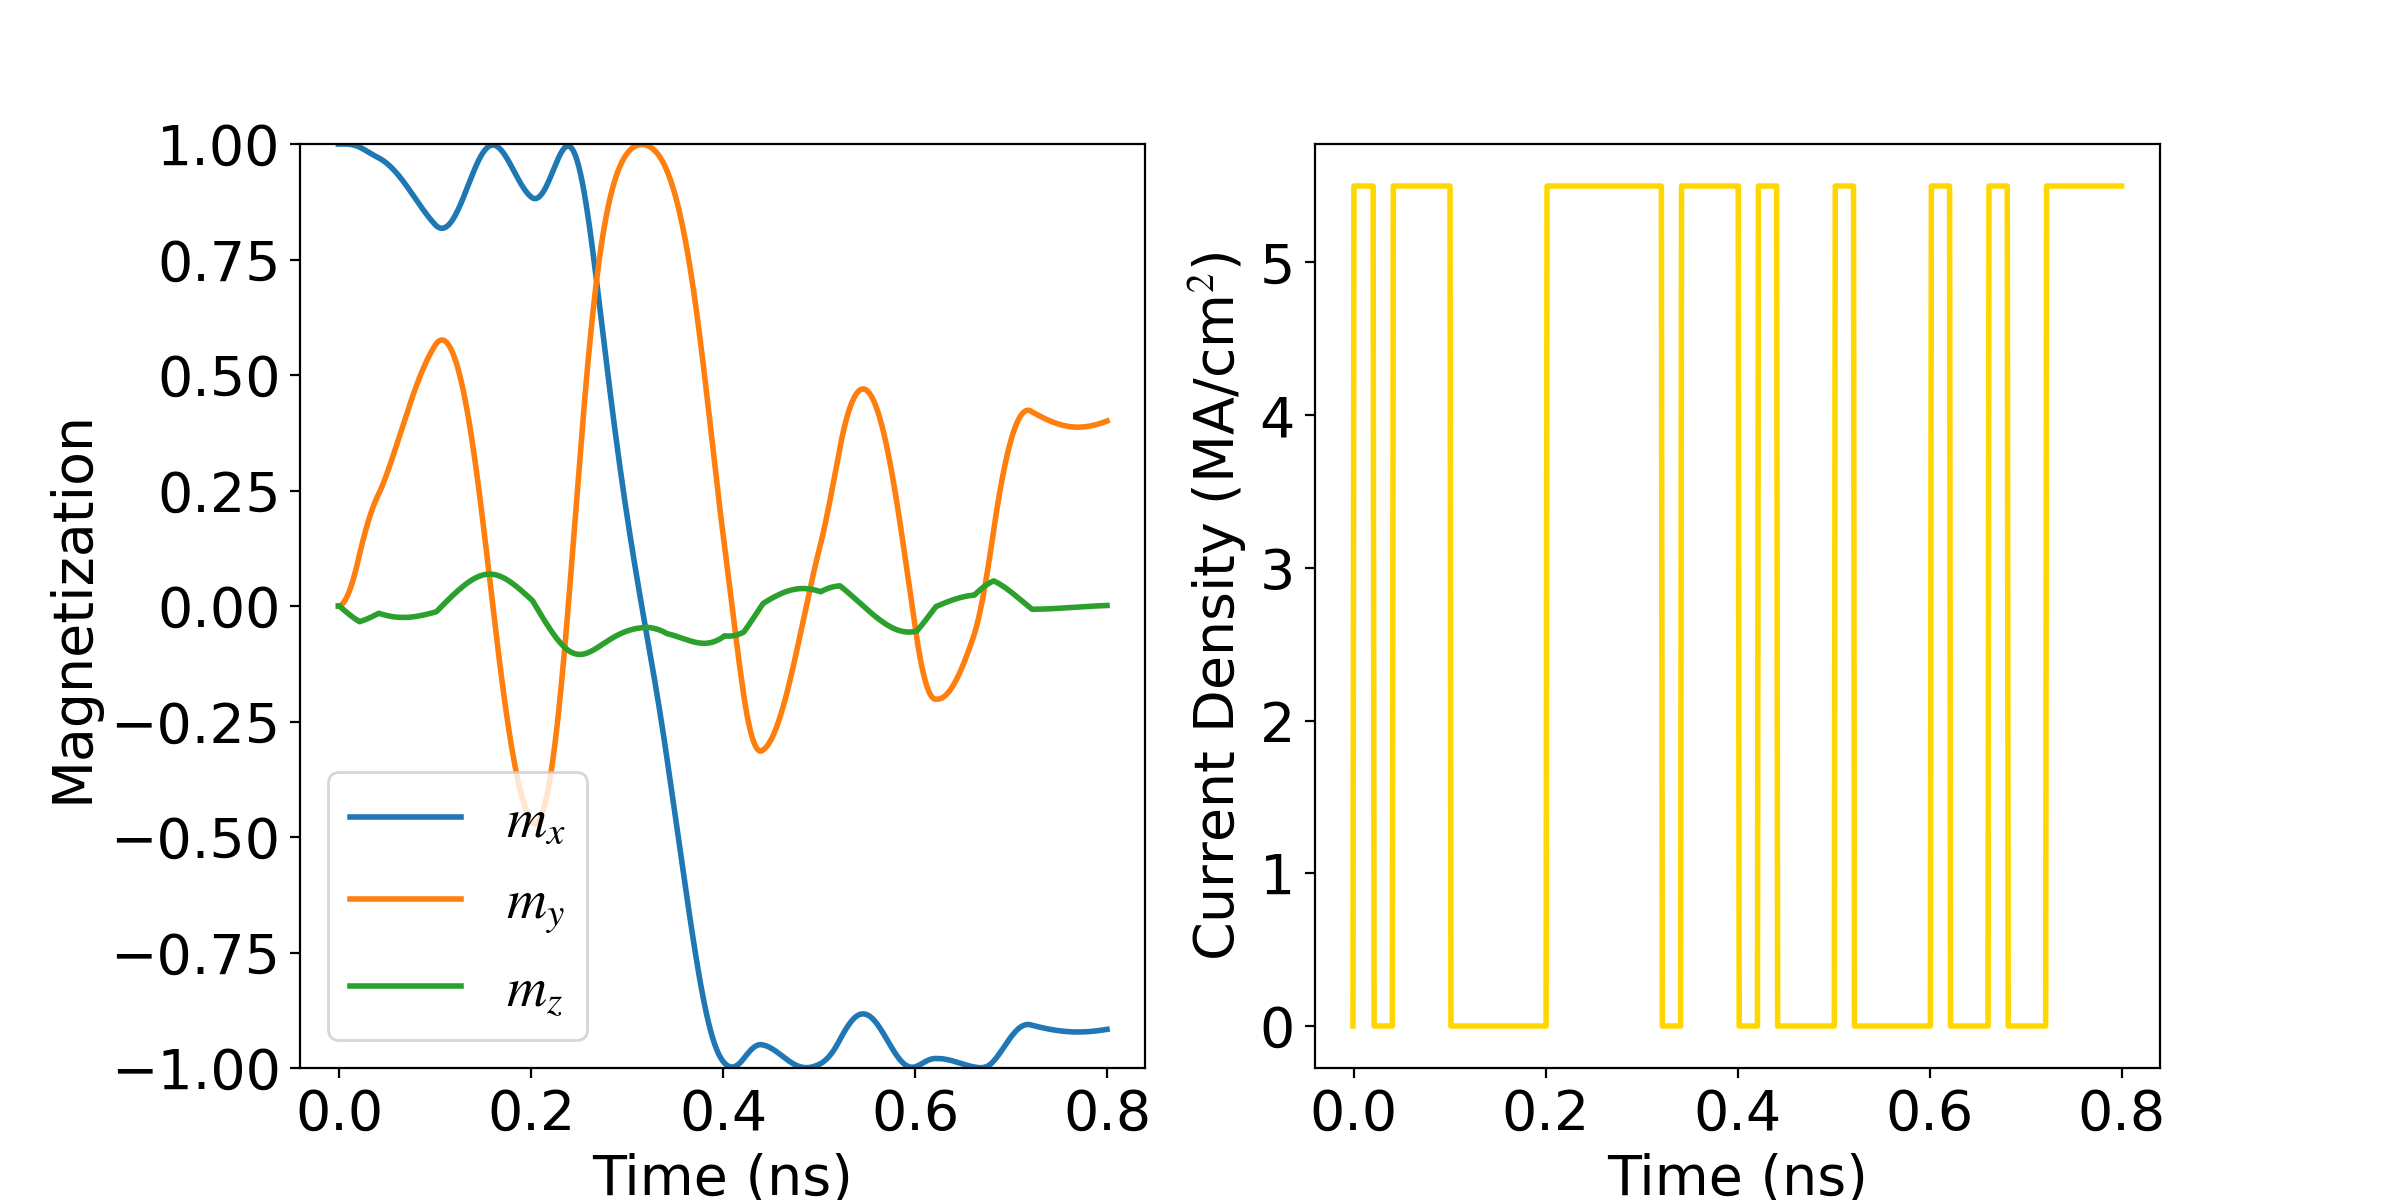 1.00
0.75
0.50
0.25
0.00
−0.25
−0.50
−0.75
−1.00
Magnetization
m_x
m_y
m_z
0.0 0.2 0.4 0.6 0.8
Time (ns)
5
4
3
2
1
0
Current Density (MA/cm²)
0.0 0.2 0.4 0.6 0.8
Time (ns)